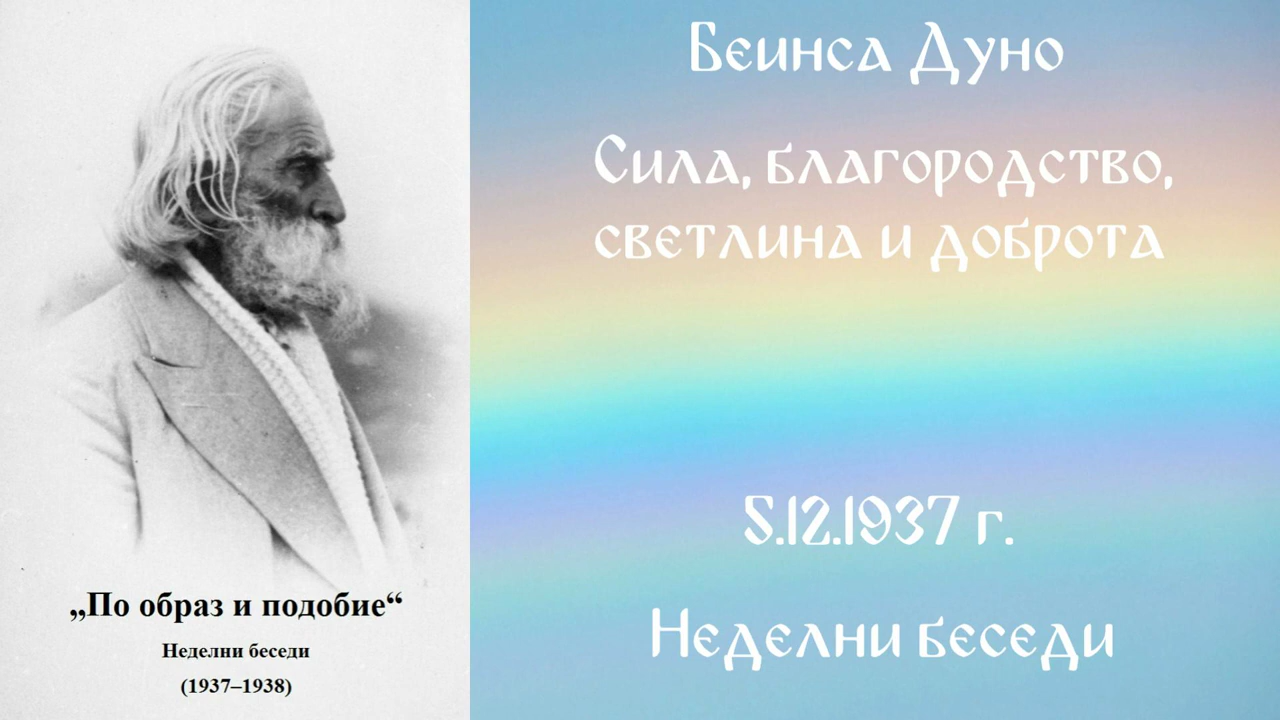 „По образ и подобие“
Неделни беседи
(1937–1938)
Беинса Дуно
Сила, благородство,
светлина и доброта
5.12.1937 г.
Неделни беседи